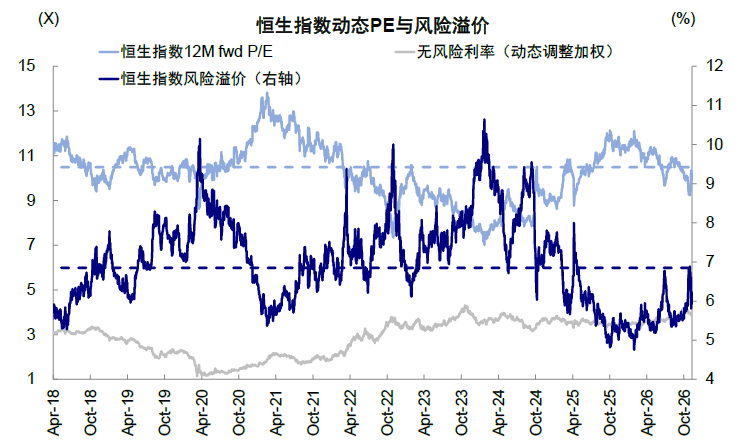 恒生指数动态PE与风险溢价
(X)
(%)
恒生指数12M fwd P/E
无风险利率（动态调整加权）
恒生指数风险溢价（右轴）
15
13
11
9
7
5
3
1
12
11
10
9
8
7
6
5
4
Apr-18
Oct-18
Apr-19
Oct-19
Apr-20
Oct-20
Apr-21
Oct-21
Apr-22
Oct-22
Apr-23
Oct-23
Apr-24
Oct-24
Apr-25
Oct-25
Apr-26
Oct-26